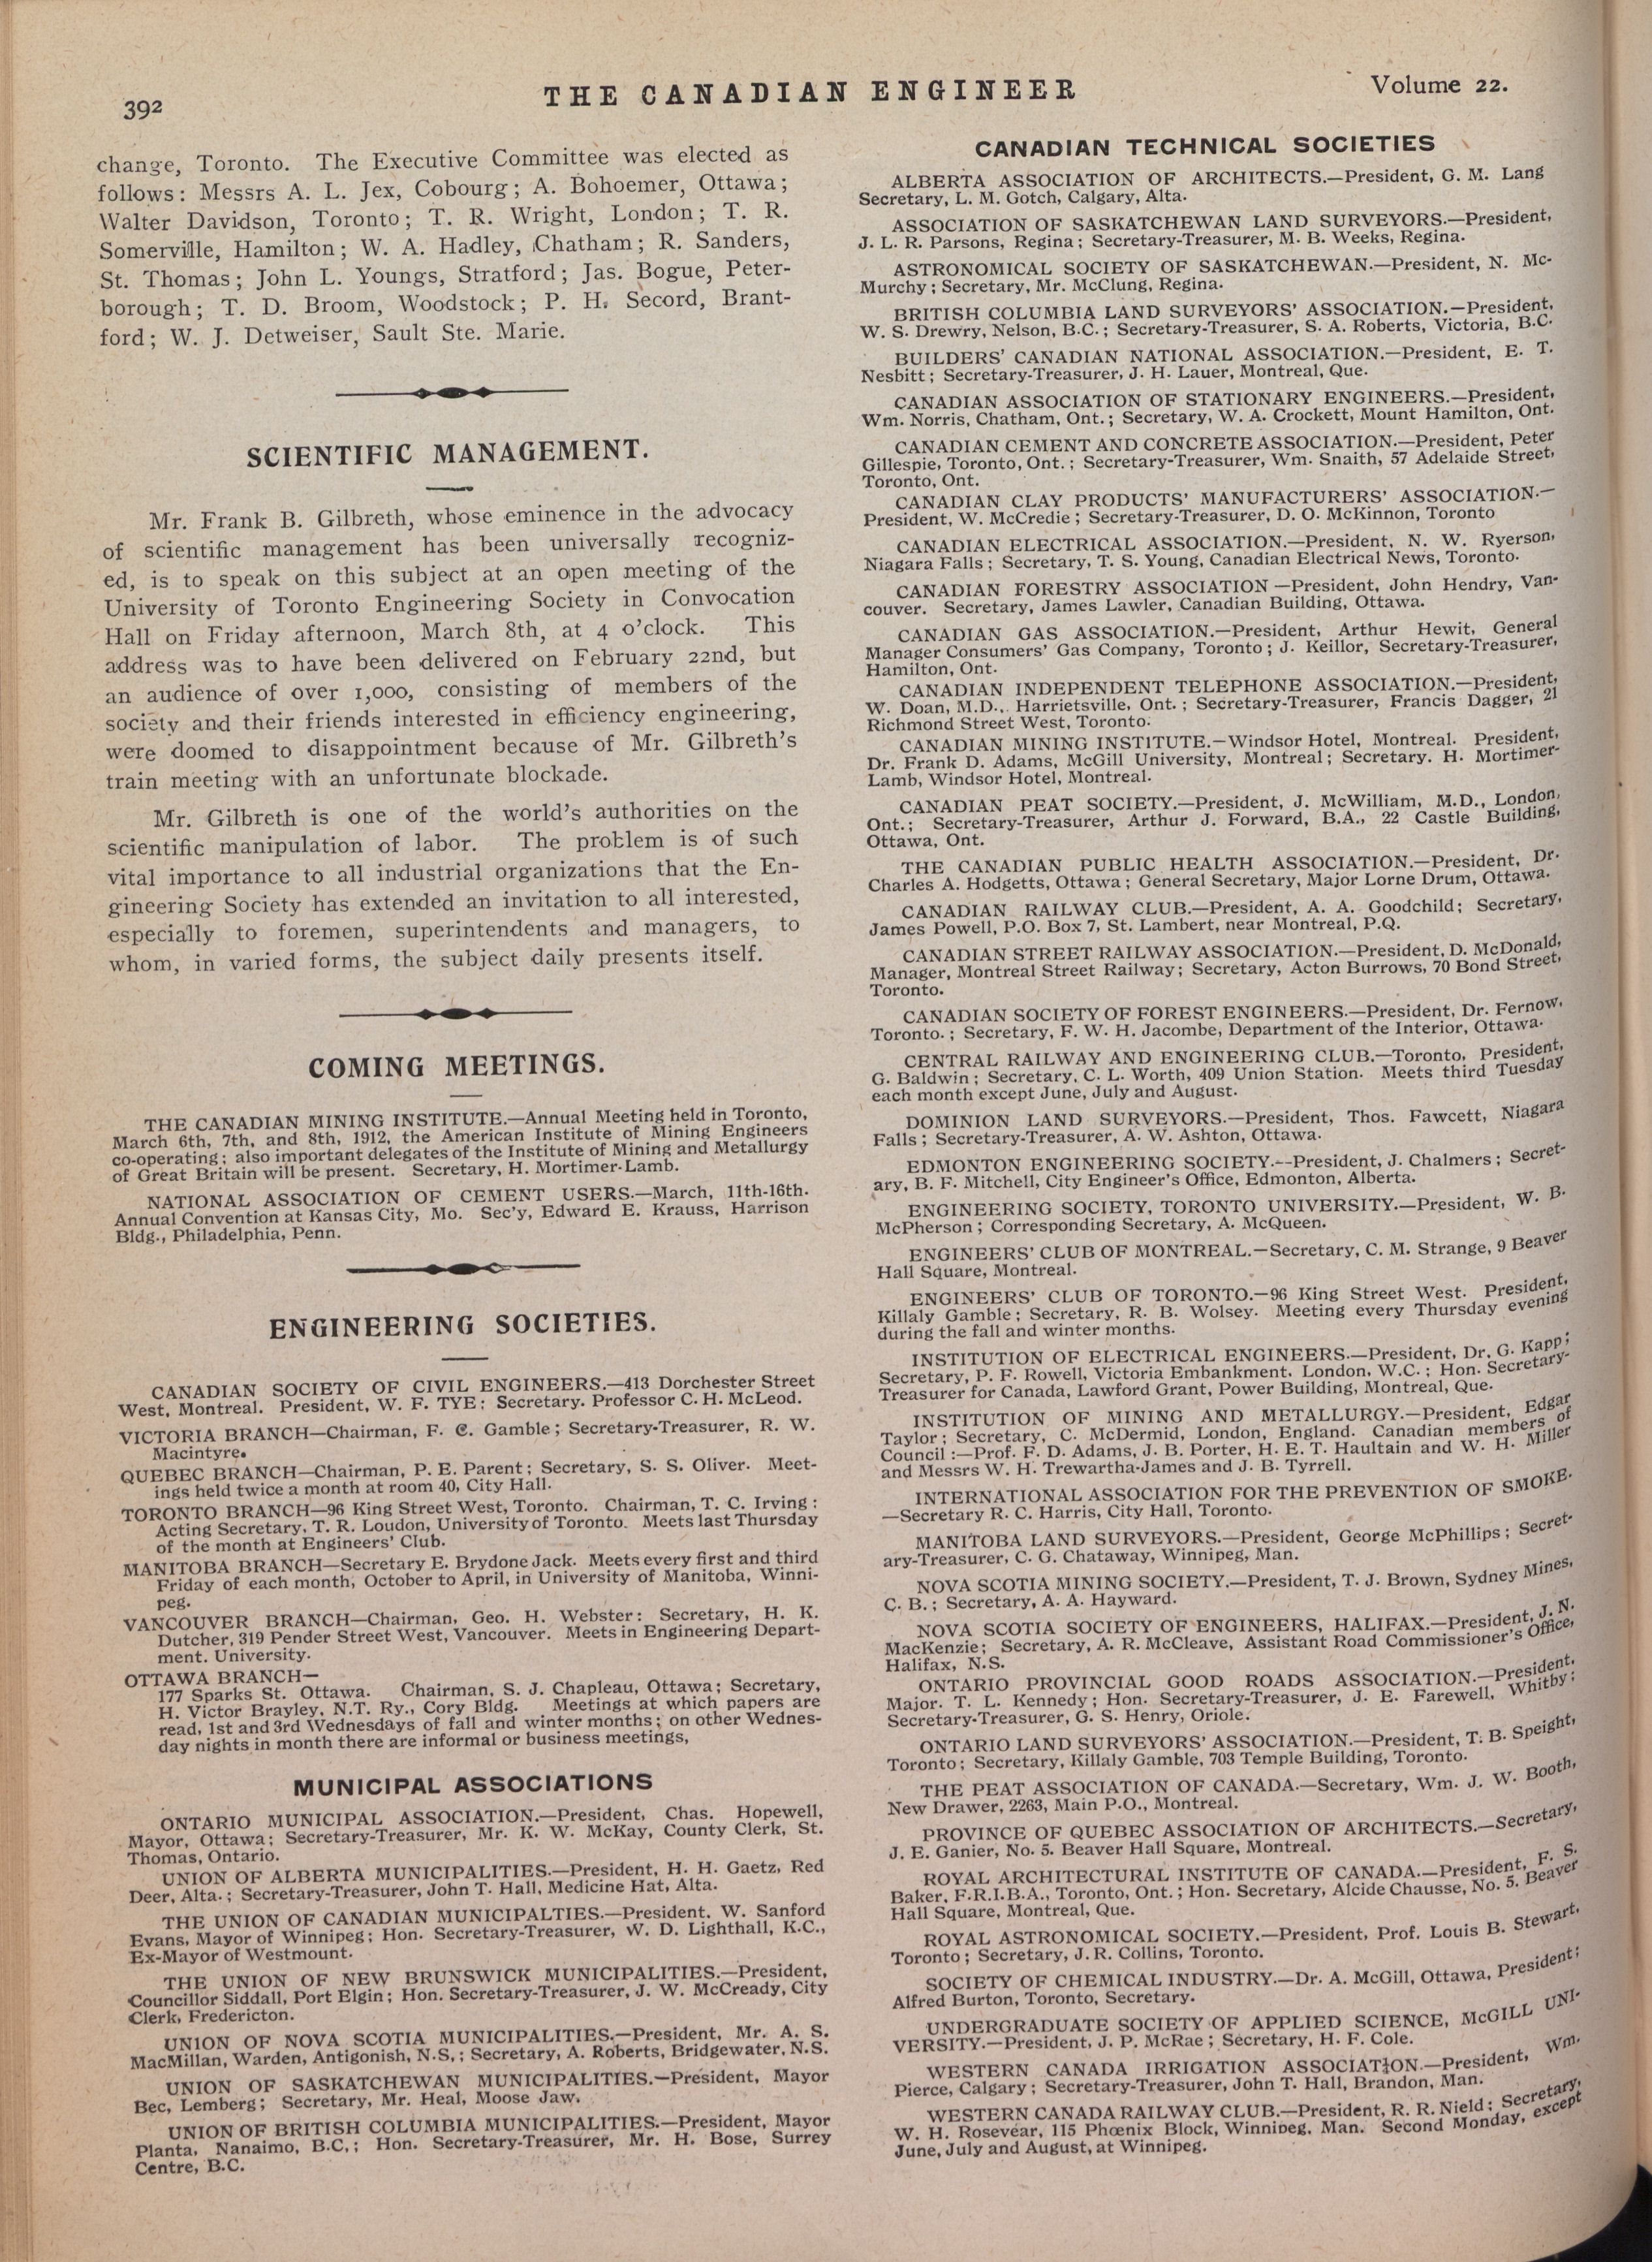 392
THE CANADIAN ENGINEER
Volume 22.
change, Toronto. The Executive Committee was elected as
follows: Messrs A. L. Jex, Cobourg; A. Bohoemer, Ottawa;
Walter Davidson, Toronto; T. R. Wright, London; T. R.
Somerville, Hamilton; W. A. Hadley, Chatham; R. Sanders,
St. Thomas; John L. Youngs, Stratford; Jas. Bogue, Peter-
borough; T. D. Broom, Woodstock; P. H. Secord, Brant-
ford; W. J. Detweiser, Sault Ste. Marie.
SCIENTIFIC MANAGEMENT.
Mr. Frank B. Gilbreth, whose eminence in the advocacy
of scientific management has been universally recogniz-
ed, is to speak on this subject at an open meeting of the
University of Toronto Engineering Society in Convocation
Hall on Friday afternoon, March 8th, at 4 o'clock. This
address was to have been delivered on February 22nd, but
an audience of over 1,000, consisting of members of the
society and their friends interested in efficiency engineering,
were doomed to disappointment because of Mr. Gilbreth's
train meeting with an unfortunate blockade.
Mr. Gilbreth is one of the world's authorities on the
scientific manipulation of labor. The problem is of such
vital importance to all industrial organizations that the En-
gineering Society has extended an invitation to all interested,
especially to foremen, superintendents and managers, to
whom, in varied forms, the subject daily presents itself.
COMING MEETINGS.
THE CANADIAN MINING INSTITUTE.—Annual Meeting held in Toronto,
March 6th, 7th, and 8th, 1912, the American Institute of Mining Engineers
co-operating; also important delegates of the Institute of Mining and Metallurgy
of Great Britain will be present. Secretary, H. Mortimer-Lamb.
NATIONAL ASSOCIATION OF CEMENT USERS.—March, 11th-16th.
Annual Convention at Kansas City, Mo. Sec'y, Edward E. Krauss, Harrison
Bldg., Philadelphia, Penn.
ENGINEERING SOCIETIES.
CANADIAN SOCIETY OF CIVIL ENGINEERS.—413 Dorchester Street
West, Montreal. President, W. F. TYE; Secretary. Professor C. H. McLeod.
VICTORIA BRANCH—Chairman, F. C. Gamble; Secretary-Treasurer, R. W.
Macintyre.
QUEBEC BRANCH—Chairman, P. E. Parent; Secretary, S. S. Oliver. Meet-
ings held twice a month at room 40, City Hall.
TORONTO BRANCH—96 King Street West, Toronto. Chairman, T. C. Irving:
Acting Secretary, T. R. Loudon, University of Toronto. Meets last Thursday
of the month at Engineers' Club.
MANITOBA BRANCH—Secretary E. Brydone Jack. Meets every first and third
Friday of each month, October to April, in University of Manitoba, Winni-
peg.
VANCOUVER BRANCH—Chairman, Geo. H. Webster: Secretary, H. K.
Dutcher, 319 Pender Street West, Vancouver. Meets in Engineering Depart-
ment. University.
OTTAWA BRANCH—
177 Sparks St. Ottawa. Chairman, S. J. Chapleau, Ottawa; Secretary,
H. Victor Brayley, N.T. Ry., Cory Bldg. Meetings at which papers are
read, 1st and 3rd Wednesdays of fall and winter months; on other Wednes-
day nights in month there are informal or business meetings,
MUNICIPAL ASSOCIATIONS
ONTARIO MUNICIPAL ASSOCIATION.—President, Chas. Hopewell,
Mayor, Ottawa; Secretary-Treasurer, Mr. K. W. McKay, County Clerk, St.
Thomas, Ontario.
UNION OF ALBERTA MUNICIPALITIES.—President, H. H. Gaetz, Red
Deer, Alta.; Secretary-Treasurer, John T. Hall, Medicine Hat, Alta.
THE UNION OF CANADIAN MUNICIPALTIES.—President. W. Sanford
Evans, Mayor of Winnipeg; Hon. Secretary-Treasurer, W. D. Lighthall, K.C.,
Ex-Mayor of Westmount.
THE UNION OF NEW BRUNSWICK MUNICIPALITIES.—President,
Councillor Siddall, Port Elgin; Hon. Secretary-Treasurer, J. W. McCready, City
Clerk, Fredericton.
UNION OF NOVA SCOTIA MUNICIPALITIES.—President, Mr. A. S.
MacMillan, Warden, Antigonish, N.S.; Secretary, A. Roberts, Bridgewater, N.S.
UNION OF SASKATCHEWAN MUNICIPALITIES.—President, Mayor
Bec, Lemberg; Secretary, Mr. Heal, Moose Jaw.
UNION OF BRITISH COLUMBIA MUNICIPALITIES.—President, Mayor
Planta, Nanaimo, B.C.; Hon. Secretary-Treasurer, Mr. H. Bose, Surrey
Centre, B.C.
CANADIAN TECHNICAL SOCIETIES
ALBERTA ASSOCIATION OF ARCHITECTS.—President, G. M. Lang
Secretary, L. M. Gotch, Calgary, Alta.
ASSOCIATION OF SASKATCHEWAN LAND SURVEYORS.—President,
J. L. R. Parsons, Regina; Secretary-Treasurer, M. B. Weeks, Regina.
ASTRONOMICAL SOCIETY OF SASKATCHEWAN.—President, N. Mc-
Murchy; Secretary, Mr. McClung, Regina.
BRITISH COLUMBIA LAND SURVEYORS' ASSOCIATION.—President,
W. S. Drewry, Nelson, B.C.; Secretary-Treasurer, S. A. Roberts, Victoria, B.C.
BUILDERS' CANADIAN NATIONAL ASSOCIATION.—President, E. T.
Nesbitt; Secretary-Treasurer, J. H. Lauer, Montreal, Que.
CANADIAN ASSOCIATION OF STATIONARY ENGINEERS.—President,
Wm. Norris, Chatham, Ont.; Secretary, W. A. Crockett, Mount Hamilton, Ont.
CANADIAN CEMENT AND CONCRETE ASSOCIATION.—President, Peter
Gillespie, Toronto, Ont.; Secretary-Treasurer, Wm. Snaith, 57 Adelaide Street,
Toronto, Ont.
CANADIAN CLAY PRODUCTS' MANUFACTURERS' ASSOCIATION.—
President, W. McCredie; Secretary-Treasurer, D. O. McKinnon, Toronto
CANADIAN ELECTRICAL ASSOCIATION.—President, N. W. Ryerson,
Niagara Falls; Secretary, T. S. Young, Canadian Electrical News, Toronto.
CANADIAN FORESTRY ASSOCIATION —President, John Hendry, Van-
couver. Secretary, James Lawler, Canadian Building, Ottawa.
CANADIAN GAS ASSOCIATION.—President, Arthur Hewit, General
Manager Consumers' Gas Company, Toronto; J. Keillor, Secretary-Treasurer,
Hamilton, Ont.
CANADIAN INDEPENDENT TELEPHONE ASSOCIATION.—President,
W. Doan, M.D., Harrietsville, Ont.; Secretary-Treasurer, Francis Dagger, 21
Richmond Street West, Toronto.
CANADIAN MINING INSTITUTE.—Windsor Hotel, Montreal. President,
Dr. Frank D. Adams, McGill University, Montreal; Secretary. H. Mortimer-
Lamb, Windsor Hotel, Montreal.
CANADIAN PEAT SOCIETY.—President, J. McWilliam, M.D., London,
Ont.; Secretary-Treasurer, Arthur J. Forward, B.A., 22 Castle Building,
Ottawa, Ont.
THE CANADIAN PUBLIC HEALTH ASSOCIATION.—President, Dr.
Charles A. Hodgetts, Ottawa; General Secretary, Major Lorne Drum, Ottawa.
CANADIAN RAILWAY CLUB.—President, A. A. Goodchild; Secretary,
James Powell, P.O. Box 7, St. Lambert, near Montreal, P.Q.
CANADIAN STREET RAILWAY ASSOCIATION.—President, D. McDonald,
Manager, Montreal Street Railway; Secretary, Acton Burrows, 70 Bond Street,
Toronto.
CANADIAN SOCIETY OF FOREST ENGINEERS.—President, Dr. Fernow,
Toronto.; Secretary, F. W. H. Jacombe, Department of the Interior, Ottawa.
CENTRAL RAILWAY AND ENGINEERING CLUB.—Toronto, President,
G. Baldwin; Secretary, C. L. Worth, 409 Union Station. Meets third Tuesday
each month except June, July and August.
DOMINION LAND SURVEYORS.—President, Thos. Fawcett, Niagara
Falls; Secretary-Treasurer, A. W. Ashton, Ottawa.
EDMONTON ENGINEERING SOCIETY.--President, J. Chalmers; Secret-
ary, B. F. Mitchell, City Engineer's Office, Edmonton, Alberta.
ENGINEERING SOCIETY, TORONTO UNIVERSITY.—President, W. B.
McPherson; Corresponding Secretary, A. McQueen.
ENGINEERS' CLUB OF MONTREAL.—Secretary, C. M. Strange, 9 Beaver
Hall Square, Montreal.
ENGINEERS' CLUB OF TORONTO.—96 King Street West. President,
Killaly Gamble; Secretary, R. B. Wolsey. Meeting every Thursday evening
during the fall and winter months.
INSTITUTION OF ELECTRICAL ENGINEERS.—President, Dr. G. Kapp;
Secretary, P. F. Rowell, Victoria Embankment, London, W.C.; Hon. Secretary-
Treasurer for Canada, Lawford Grant, Power Building, Montreal, Que.
INSTITUTION OF MINING AND METALLURGY.—President, Edgar
Taylor; Secretary, C. McDermid, London, England. Canadian members of
Council:—Prof. F. D. Adams, J. B. Porter, H. E. T. Haultain and W. H. Miller
and Messrs W. H. Trewartha-James and J. B. Tyrrell.
INTERNATIONAL ASSOCIATION FOR THE PREVENTION OF SMOKE.
—Secretary R. C. Harris, City Hall, Toronto.
MANITOBA LAND SURVEYORS.—President, George McPhillips; Secret-
ary-Treasurer, C. G. Chataway, Winnipeg, Man.
NOVA SCOTIA MINING SOCIETY.—President, T. J. Brown, Sydney Mines,
C. B.; Secretary, A. A. Hayward.
NOVA SCOTIA SOCIETY OF ENGINEERS, HALIFAX.—President, J. N.
MacKenzie; Secretary, A. R. McCleave, Assistant Road Commissioner's Office,
Halifax, N.S.
ONTARIO PROVINCIAL GOOD ROADS ASSOCIATION.—President,
Major. T. L. Kennedy; Hon. Secretary-Treasurer, J. E. Farewell, Whitby;
Secretary-Treasurer, G. S. Henry, Oriole.
ONTARIO LAND SURVEYORS' ASSOCIATION.—President, T. B. Speight,
Toronto; Secretary, Killaly Gamble, 703 Temple Building, Toronto.
THE PEAT ASSOCIATION OF CANADA.—Secretary, Wm. J. W. Booth,
New Drawer, 2263, Main P.O., Montreal.
PROVINCE OF QUEBEC ASSOCIATION OF ARCHITECTS.—Secretary,
J. E. Ganier, No. 5. Beaver Hall Square, Montreal.
ROYAL ARCHITECTURAL INSTITUTE OF CANADA.—President, F. S.
Baker, F.R.I.B.A., Toronto, Ont.; Hon. Secretary, Alcide Chausse, No. 5. Beaver
Hall Square, Montreal, Que.
ROYAL ASTRONOMICAL SOCIETY.—President, Prof. Louis B. Stewart,
Toronto; Secretary, J. R. Collins, Toronto.
SOCIETY OF CHEMICAL INDUSTRY.—Dr. A. McGill, Ottawa, President;
Alfred Burton, Toronto, Secretary.
UNDERGRADUATE SOCIETY OF APPLIED SCIENCE, McGILL UNI-
VERSITY.—President, J. P. McRae; Secretary, H. F. Cole.
WESTERN CANADA IRRIGATION ASSOCIATION.—President, Wm.
Pierce, Calgary; Secretary-Treasurer, John T. Hall, Brandon, Man.
WESTERN CANADA RAILWAY CLUB.—President, R. R. Nield; Secretary,
W. H. Rosevear, 115 Phœnix Block, Winnipeg, Man. Second Monday, except
June, July and August, at Winnipeg.